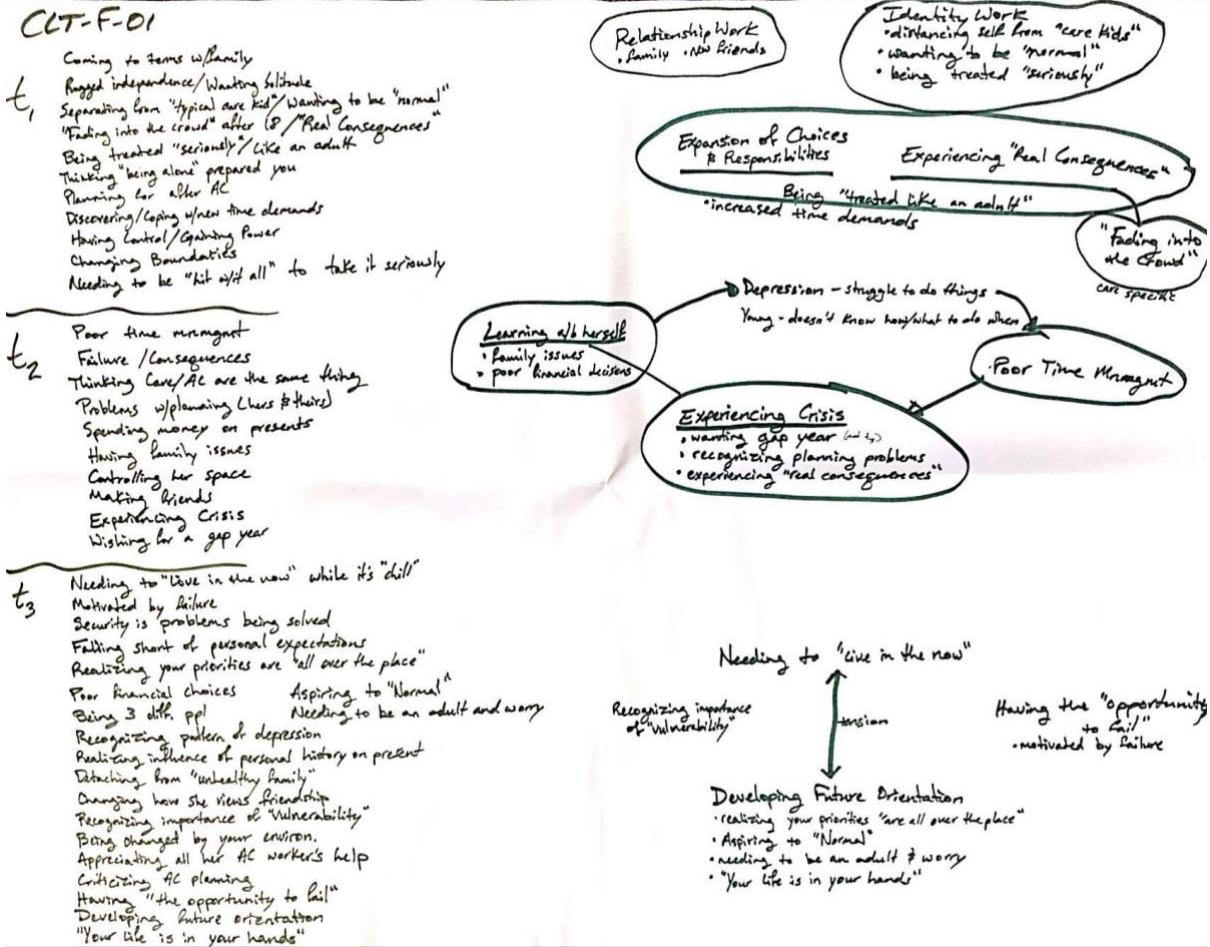 CLT-F-01
t1
Coming to terms w/family
Rugged independence/Wanting Solitude
Separating from "typical care kid"/Wanting to be "normal"
"Fading into the crowd" after 18/"Real Consequences"
Being treated "seriously"/Like an adult
Thinking "being alone" prepared you
Planning for after AC
Discovering/Coping w/new time demands
Having Control/Gaining Power
Changing Boundaries
Needing to be "hit w/it all" to take it seriously
t2
Poor time mnmgnt
Failure/Consequences
Thinking Care/AC are the same thing
Problems w/planning (hers & theirs)
Spending money on presents
Having family issues
Controlling her space
Making friends
Experiencing Crisis
Wishing for a gap year
t3
Needing to "Live in the now" while it's "chill"
Motivated by failure
Security is problems being solved
Falling short of personal expectations
Realizing your priorities are "all over the place"
Poor financial choices
Aspiring to "Normal"
Being 3 diff. ppl
Needing to be an adult and worry
Recognizing pattern of depression
Realizing influence of personal history on present
Detaching from "unhealthy family"
Changing how she views friendship
Recognizing importance of "Vulnerability"
Being changed by your environ.
Appreciating all her AC worker's help
Criticizing AC planning
Having "the opportunity to fail"
Developing future orientation
"Your life is in your hands"
Relationship Work
• family • New friends
Identity Work
• distancing self from "care kids"
• wanting to be "normal"
• being treated "seriously"
Expansion of Choices
& Responsibilities
Experiencing "Real Consequences"
Being "treated like an adult"
• increased time demands
"Fading into
the Crowd"
care specific
Learning a/b herself
• family issues
• poor financial decisions
Depression - struggle to do things
Young - doesn't know how/what to do when
• Poor Time Mnmgnt
Experiencing Crisis
• wanting gap year
• recognizing planning problems
• experiencing "real consequences"
Needing to "live in the now"
Recognizing importance
of "Vulnerability"
tension
Having the "opportunity
to fail"
• motivated by failure
Developing Future Orientation
• realizing your priorities "are all over the place"
• Aspiring to "Normal"
• needing to be an adult & worry
• "Your life is in your hands"